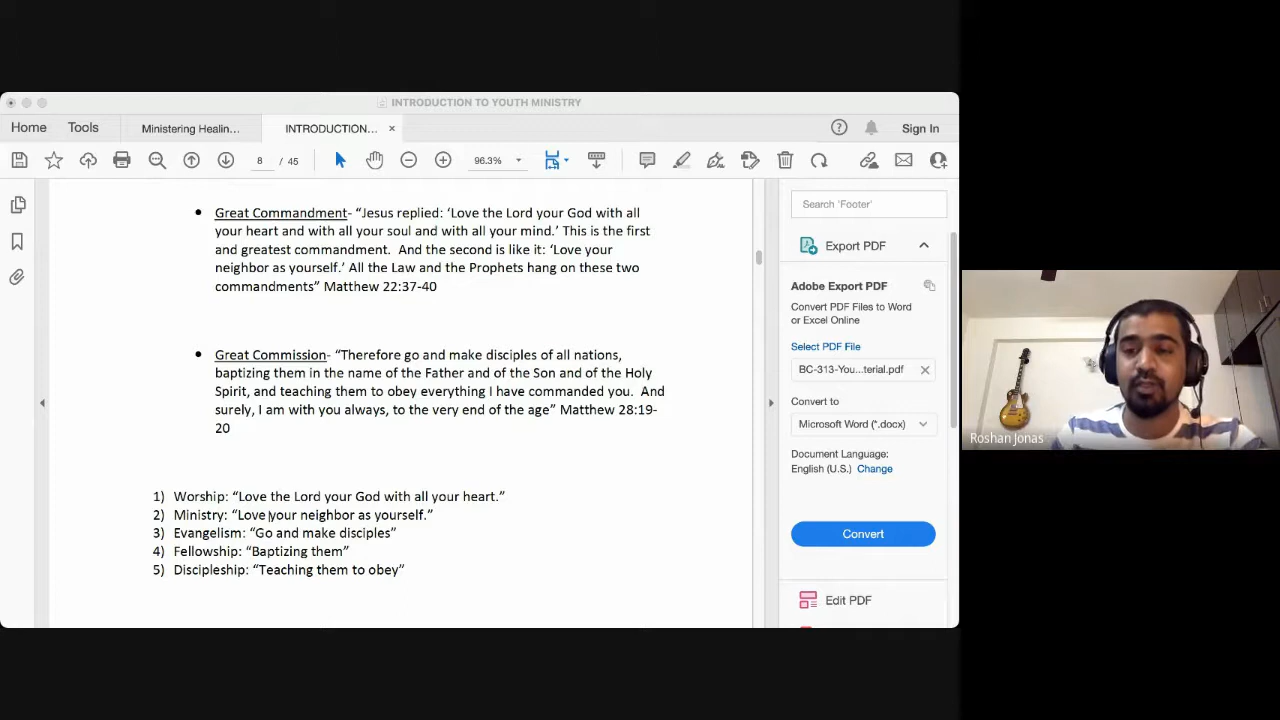 INTRODUCTION TO YOUTH MINISTRY
Home
Tools
Ministering Healin...
INTRODUCTION... ×
Sign In
8 / 45
96.3%
• Great Commandment- “Jesus replied: ‘Love the Lord your God with all
your heart and with all your soul and with all your mind.’ This is the first
and greatest commandment.  And the second is like it: ‘Love your
neighbor as yourself.’ All the Law and the Prophets hang on these two
commandments” Matthew 22:37-40
• Great Commission- “Therefore go and make disciples of all nations,
baptizing them in the name of the Father and of the Son and of the Holy
Spirit, and teaching them to obey everything I have commanded you.  And
surely, I am with you always, to the very end of the age” Matthew 28:19-
20
1) Worship: “Love the Lord your God with all your heart.”
2) Ministry: “Love your neighbor as yourself.”
3) Evangelism: “Go and make disciples”
4) Fellowship: “Baptizing them”
5) Discipleship: “Teaching them to obey”
Search 'Footer'
Export PDF
Adobe Export PDF
Convert PDF Files to Word
or Excel Online
Select PDF File
BC-313-You...terial.pdf
Convert to
Microsoft Word (*.docx)
Document Language:
English (U.S.) Change
Convert
Edit PDF
Roshan Jonas